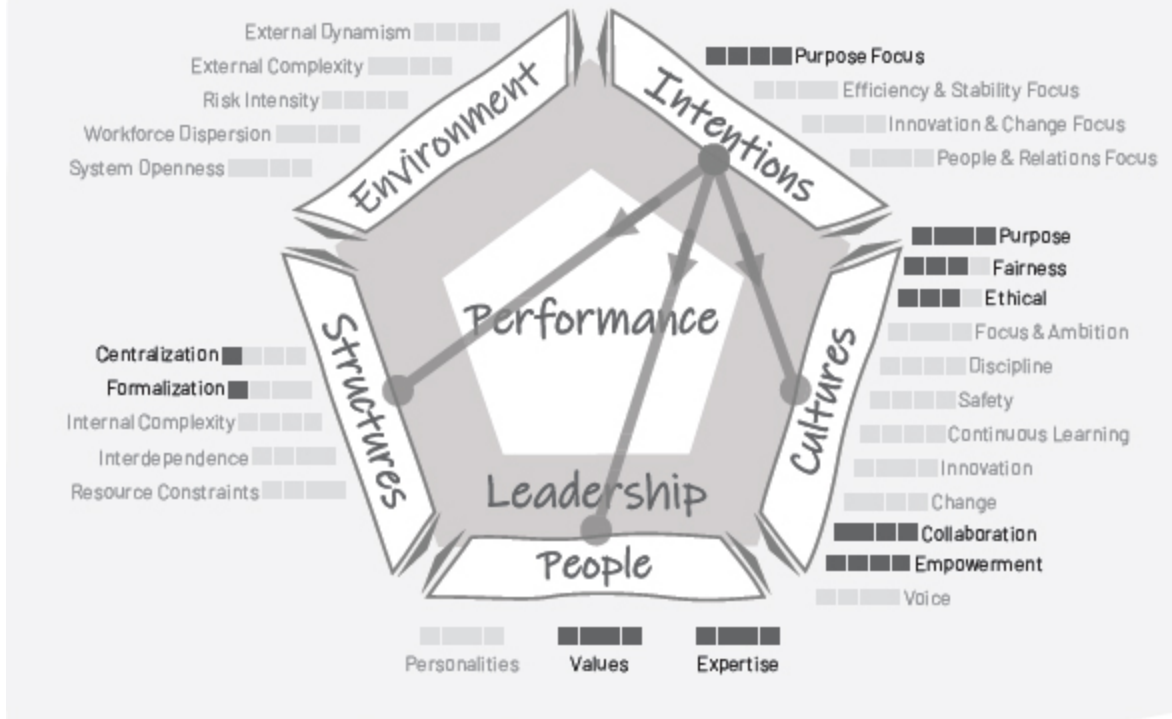 External Dynamism
External Complexity
Risk Intensity
Workforce Dispersion
System Openness
Environment
Intentions
Purpose Focus
Efficiency & Stability Focus
Innovation & Change Focus
People & Relations Focus
Purpose
Fairness
Ethical
Focus & Ambition
Discipline
Safety
Continuous Learning
Innovation
Change
Collaboration
Empowerment
Voice
Cultures
Performance
Leadership
Structures
Centralization
Formalization
Internal Complexity
Interdependence
Resource Constraints
People
Personalities
Values
Expertise